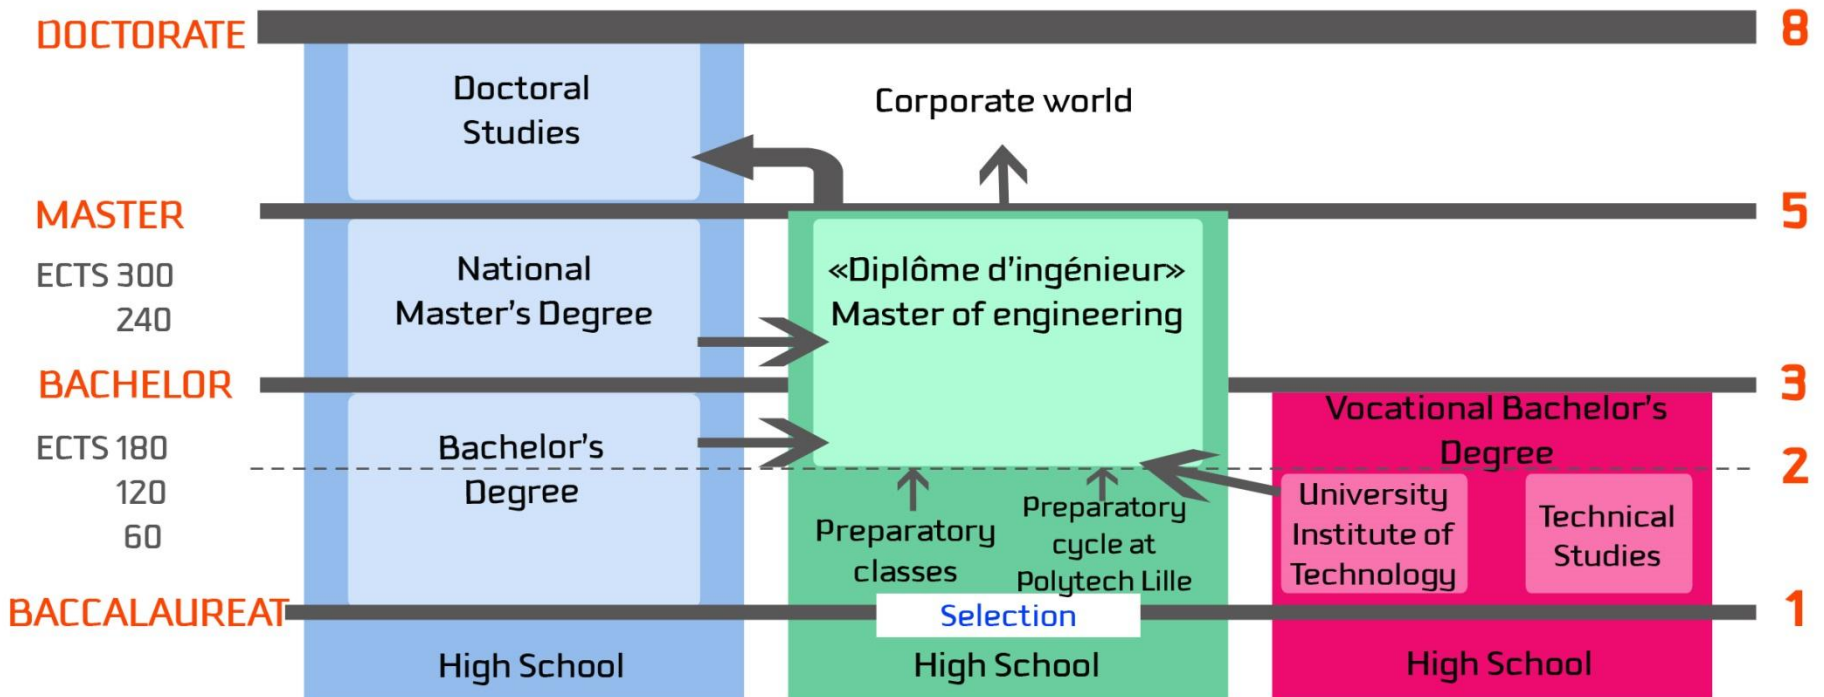 DOCTORATE
8
Doctoral
Studies
Corporate world
MASTER
5
ECTS 300
240
National
Master's Degree
«Diplôme d'ingénieur»
Master of engineering
BACHELOR
3
ECTS 180
120
60
Bachelor's
Degree
Vocational Bachelor's
Degree
2
Preparatory
classes
Preparatory
cycle at
Polytech Lille
University
Institute of
Technology
Technical
Studies
BACCALAUREAT
Selection
1
High School
High School
High School